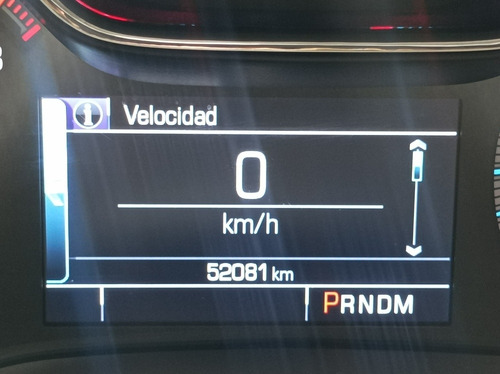 Velocidad
0
km/h
52081 km
PRNDM